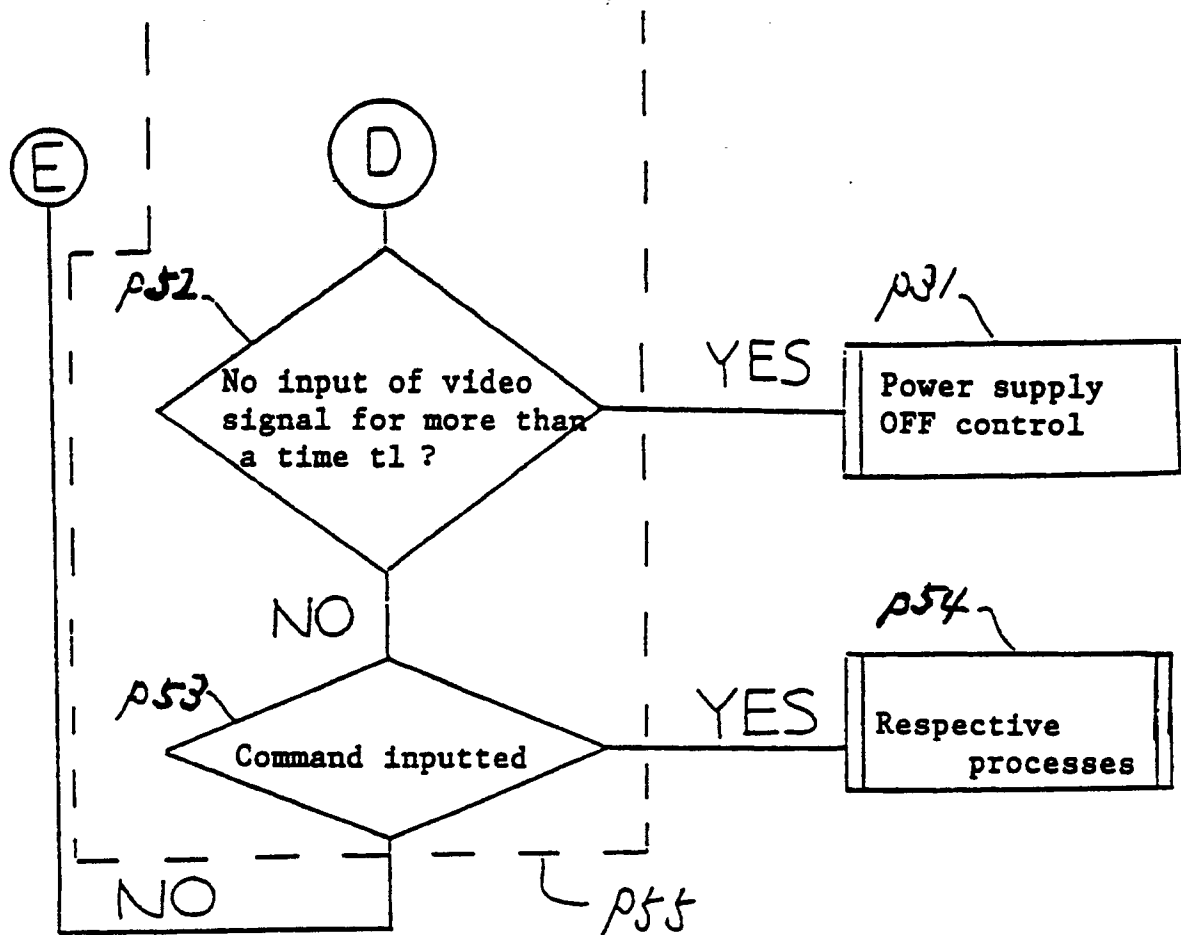 E
D
p52
No input of video
signal for more than
a time tl ?
YES
p31
Power supply
OFF control
NO
p53
Command inputted
YES
p54
Respective
processes
NO
p55